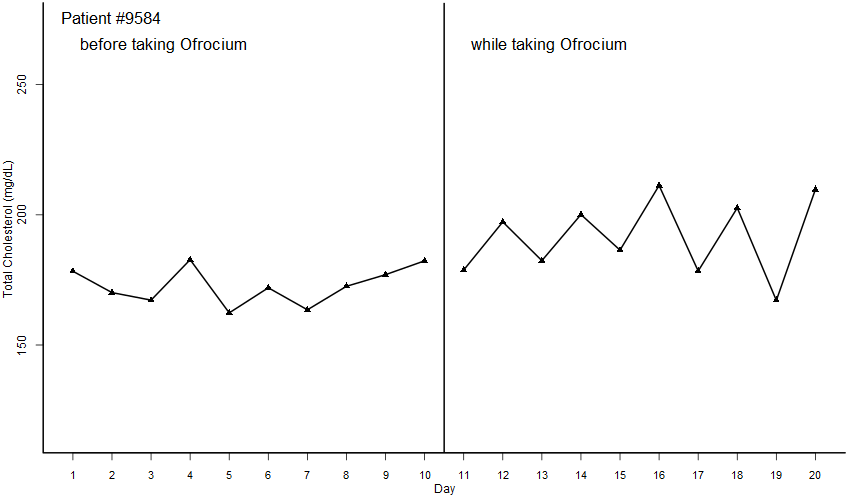 Patient #9584
before taking Ofrocium
while taking Ofrocium
Total Cholesterol (mg/dL)
250
200
150
1 2 3 4 5 6 7 8 9 10 11 12 13 14 15 16 17 18 19 20
Day